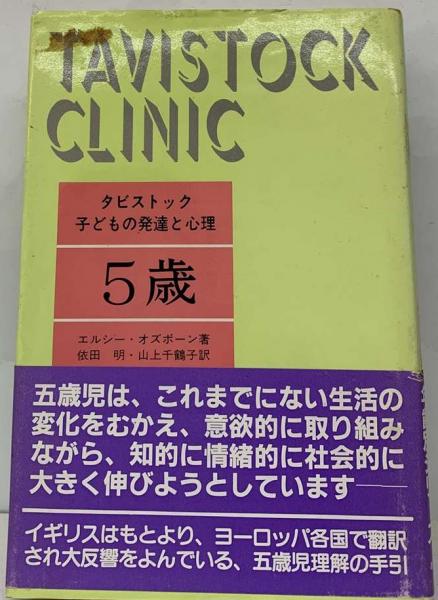 TAVISTOCK
CLINIC
タビストック
子どもの発達と心理
5歳
エルシー・オズボーン著
依田 明・山上千鶴子訳
五歳児は、これまでにない生活の
変化をむかえ、意欲的に取り組み
ながら、知的に情緒的に社会的に
大きく伸びようとしています──
イギリスはもとより、ヨーロッパ各国で翻訳
され大反響をよんでいる、五歳児理解の手引